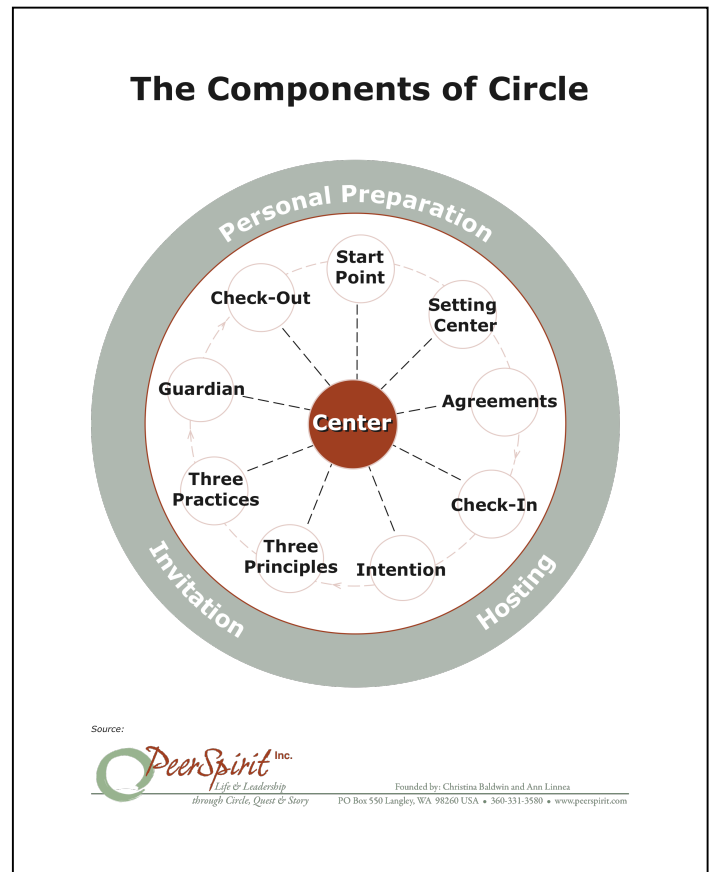 The Components of Circle
Personal Preparation
Start
Point
Setting
Center
Agreements
Check-In
Intention
Three
Principles
Three
Practices
Guardian
Check-Out
Center
Invitation
Hosting
Source:
PeerSpirit Inc.
Life & Leadership
through Circle, Quest & Story
Founded by: Christina Baldwin and Ann Linnea
PO Box 550 Langley, WA 98260 USA • 360-331-3580 • www.peerspirit.com